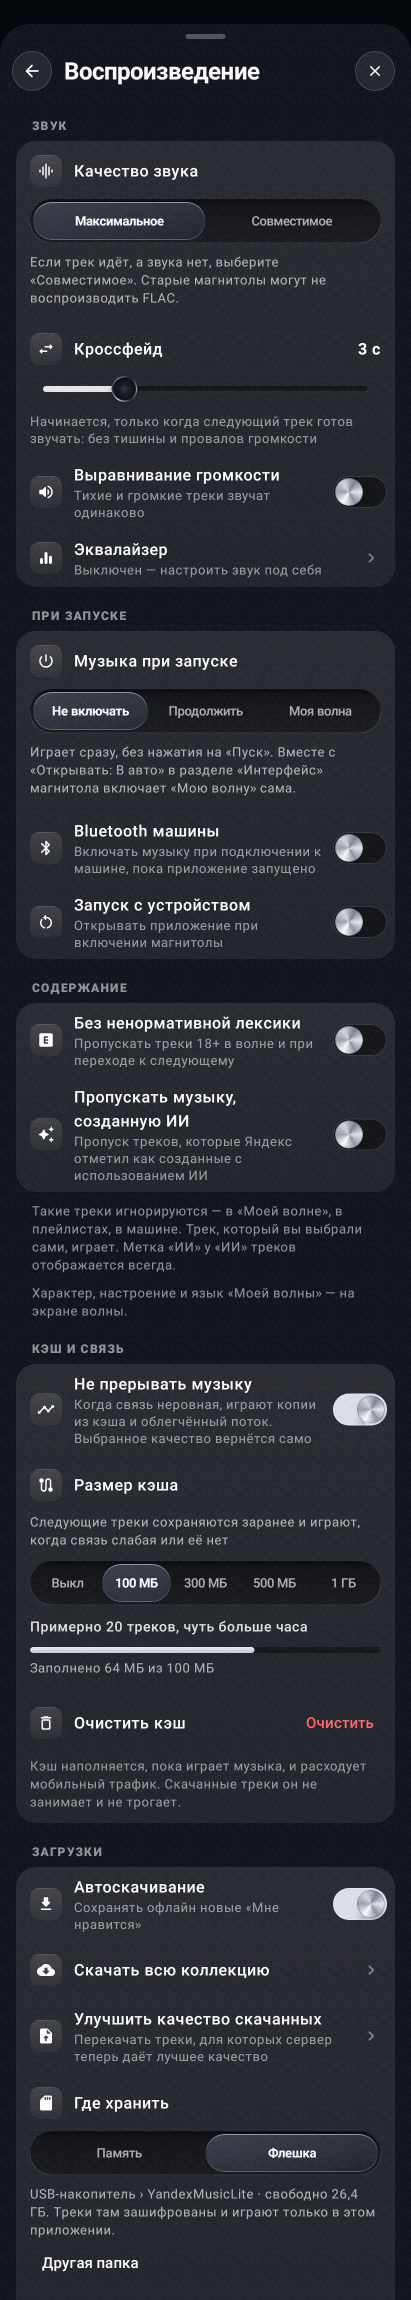 Воспроизведение
ЗВУК
Качество звука
Максимальное
Совместимое
Если трек идёт, а звука нет, выберите
«Совместимое». Старые магнитолы могут не
воспроизводить FLAC.
Кроссфейд
3 с
Начинается, только когда следующий трек готов
звучать: без тишины и провалов громкости
Выравнивание громкости
Тихие и громкие треки звучат
одинаково
Эквалайзер
Выключен — настроить звук под себя
ПРИ ЗАПУСКЕ
Музыка при запуске
Не включать
Продолжить
Моя волна
Играет сразу, без нажатия на «Пуск». Вместе с
«Открывать: В авто» в разделе «Интерфейс»
магнитола включает «Мою волну» сама.
Bluetooth машины
Включать музыку при подключении к
машине, пока приложение запущено
Запуск с устройством
Открывать приложение при
включении магнитолы
СОДЕРЖАНИЕ
E
Без ненормативной лексики
Пропускать треки 18+ в волне и при
переходе к следующему
Пропускать музыку,
созданную ИИ
Пропуск треков, которые Яндекс
отметил как созданные с
использованием ИИ
Такие треки игнорируются — в «Моей волне», в
плейлистах, в машине. Трек, который вы выбрали
сами, играет. Метка «ИИ» у «ИИ» треков
отображается всегда.
Характер, настроение и язык «Моей волны» — на
экране волны.
КЭШ И СВЯЗЬ
Не прерывать музыку
Когда связь неровная, играют копии
из кэша и облегчённый поток.
Выбранное качество вернётся само
Размер кэша
Следующие треки сохраняются заранее и играют,
когда связь слабая или её нет
Выкл
100 МБ
300 МБ
500 МБ
1 ГБ
Примерно 20 треков, чуть больше часа
Заполнено 64 МБ из 100 МБ
Очистить кэш
Очистить
Кэш наполняется, пока играет музыка, и расходует
мобильный трафик. Скачанные треки он не
занимает и не трогает.
ЗАГРУЗКИ
Автоскачивание
Сохранять офлайн новые «Мне
нравится»
Скачать всю коллекцию
Улучшить качество скачанных
Перекачать треки, для которых сервер
теперь даёт лучшее качество
Где хранить
Память
Флешка
USB-накопитель › YandexMusicLite · свободно 26,4
ГБ. Треки там зашифрованы и играют только в этом
приложении.
Другая папка